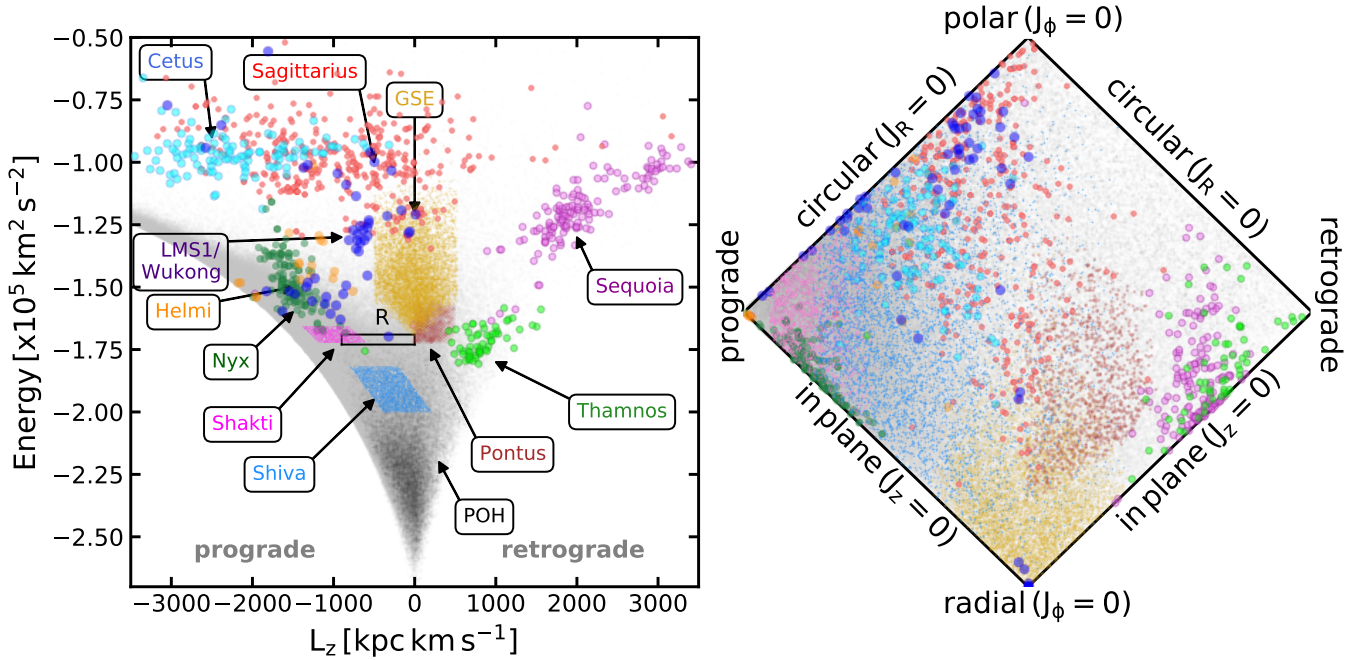 −0.50
−0.75
−1.00
−1.25
−1.50
−1.75
−2.00
−2.25
−2.50
Energy [x10⁵ km² s⁻²]
Cetus
Sagittarius
GSE
LMS1/
Wukong
Helmi
Nyx
Shakti
Shiva
R
Sequoia
Thamnos
Pontus
POH
prograde
retrograde
−3000
−2000
−1000
0
1000
2000
3000
L_z [kpc km s⁻¹]
polar (J_ϕ = 0)
circular (J_R = 0)
circular (J_R = 0)
prograde
retrograde
in plane (J_z = 0)
in plane (J_z = 0)
radial (J_ϕ = 0)